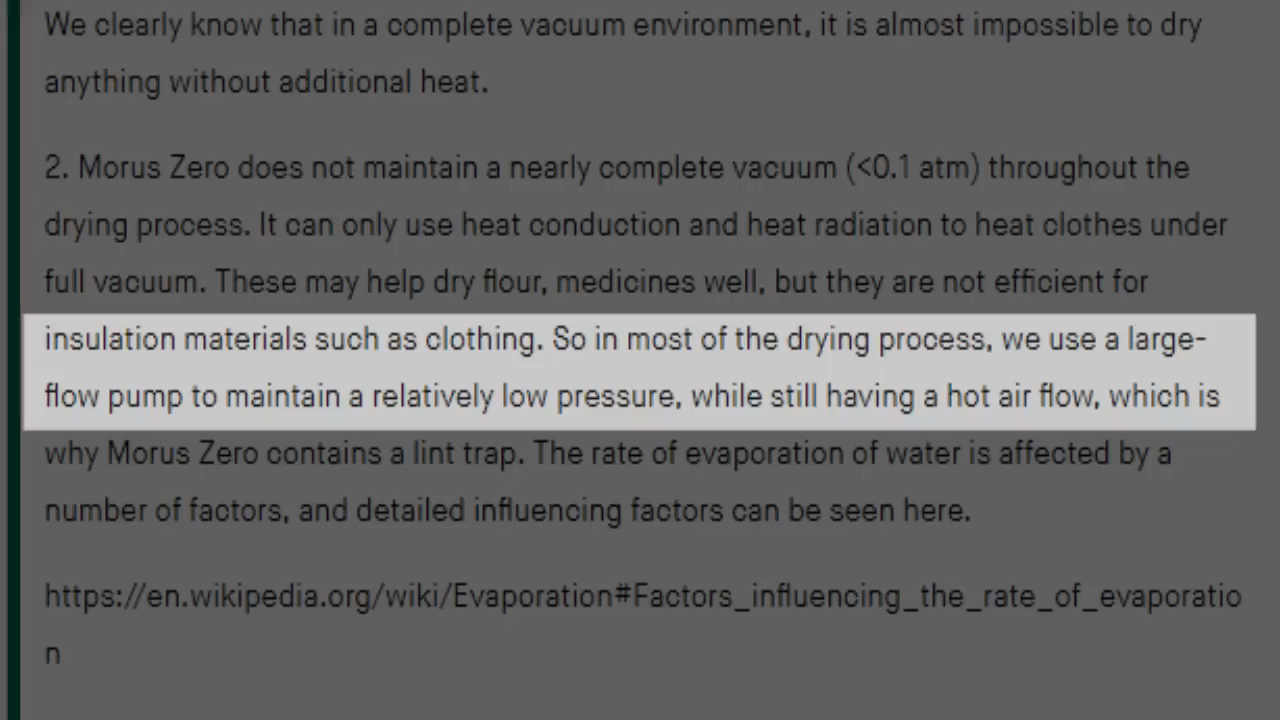 We clearly know that in a complete vacuum environment, it is almost impossible to dry
anything without additional heat.
2. Morus Zero does not maintain a nearly complete vacuum (<0.1 atm) throughout the
drying process. It can only use heat conduction and heat radiation to heat clothes under
full vacuum. These may help dry flour, medicines well, but they are not efficient for
insulation materials such as clothing. So in most of the drying process, we use a large-
flow pump to maintain a relatively low pressure, while still having a hot air flow, which is
why Morus Zero contains a lint trap. The rate of evaporation of water is affected by a
number of factors, and detailed influencing factors can be seen here.
https://en.wikipedia.org/wiki/Evaporation#Factors_influencing_the_rate_of_evaporatio
n